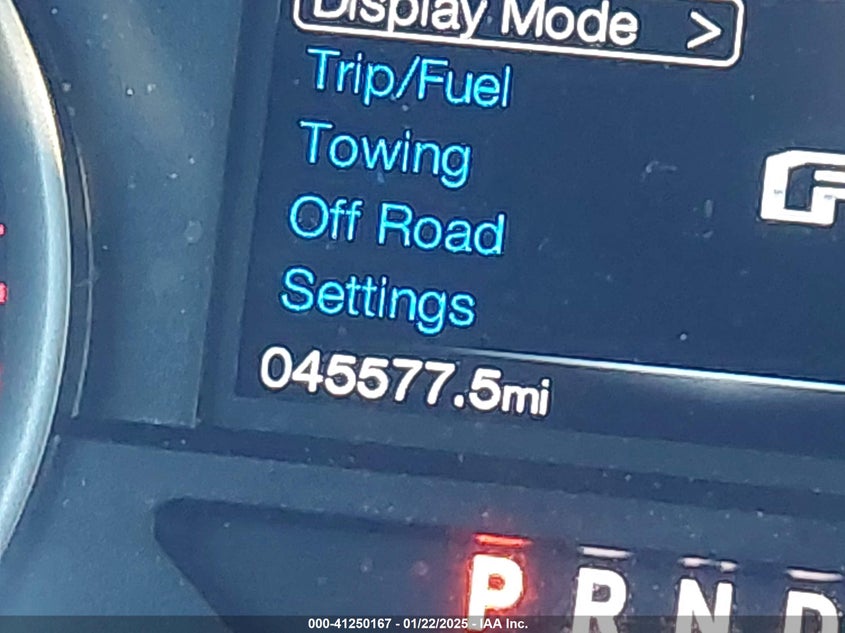 Display Mode >
Trip/Fuel
Towing
Off Road
Settings
045577.5mi
P R N D
000-41250167 - 01/22/2025 - IAA Inc.